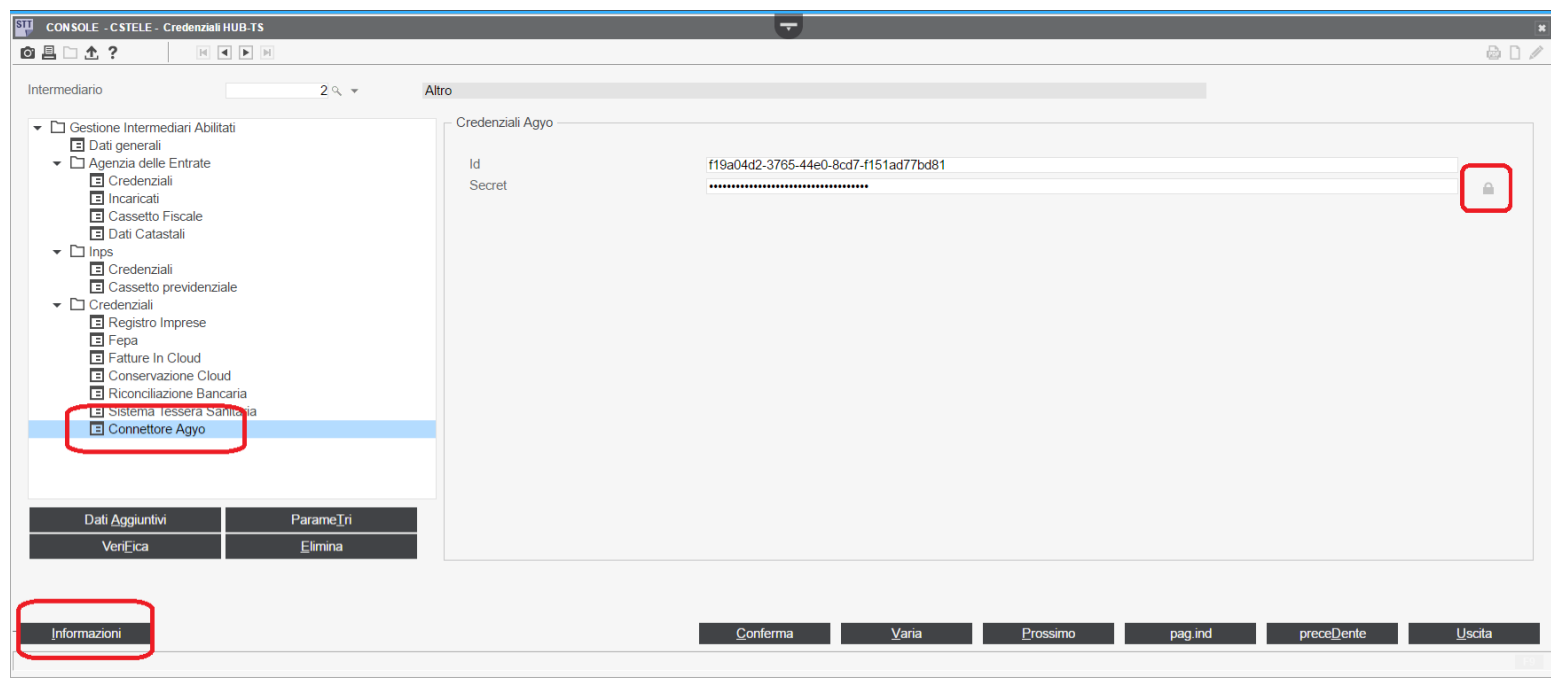 STT CONSOLE - CSTELE - Credenziali HUB-TS
?
Intermediario 2 Altro
Gestione Intermediari Abilitati
Dati generali
Agenzia delle Entrate
Credenziali
Incaricati
Cassetto Fiscale
Dati Catastali
Inps
Credenziali
Cassetto previdenziale
Credenziali
Registro Imprese
Fepa
Fatture In Cloud
Conservazione Cloud
Riconciliazione Bancaria
Sistema Tessera Sanitaria
Connettore Agyo
Credenziali Agyo
Id f19a04d2-3765-44e0-8cd7-f151ad77bd81
Secret ••••••••••••••••••••••••••••••••••••
Dati Aggiuntivi ParameTri
VeriFica Elimina
Informazioni Conferma Varia Prossimo pag.ind preceDente Uscita